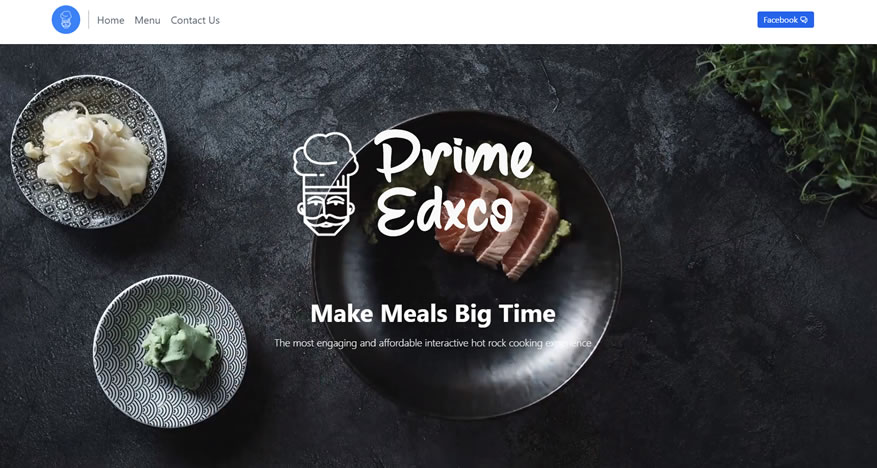 Home Menu Contact Us
Facebook
Prime
Edxco
Make Meals Big Time
The most engaging and affordable interactive hot rock cooking experience